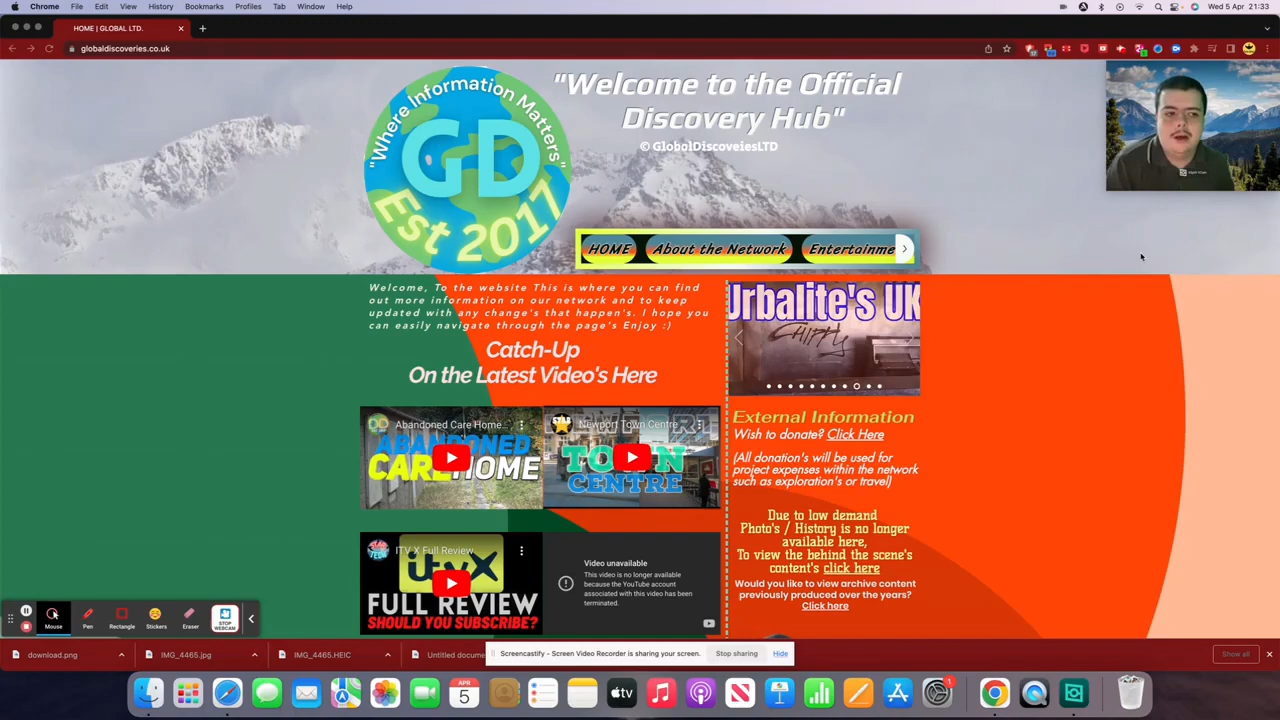 Chrome File Edit View History Bookmarks Profiles Tab Window Help
Wed 5 Apr 21:33
HOME | GLOBAL LTD.
globaldiscoveries.co.uk
"Where Information Matters"
GD
Est 2017
"Welcome to the Official
Discovery Hub"
© GlobalDiscoveiesLTD
HOME About the Network Entertainme
Welcome, To the website This is where you can find
out more information on our network and to keep
updated with any change's that happen's. I hope you
can easily navigate through the page's Enjoy :)
Catch-Up
On the Latest Video's Here
Abandoned Care Home...
ABANDONED
CARE HOME
Newport Town Centre
TOWN
CENTRE
ITV X Full Review
itvX
FULL REVIEW
SHOULD YOU SUBSCRIBE?
Video unavailable
This video is no longer available
because the YouTube account
associated with this video has been
terminated.
Urbalite's UK
CHIPPY
External Information
Wish to donate? Click Here
(All donation's will be used for
project expenses within the network
such as exploration's or travel)
Due to low demand
Photo's / History is no longer
available here,
To view the behind the scene's
content's click here
Would you like to view archive content
previously produced over the years?
Click here
Mouse Pen Rectangle Stickers Eraser STOP
WEBCAM
download.png IMG_4465.jpg IMG_4465.HEIC Untitled docume
Screencastify - Screen Video Recorder is sharing your screen. Stop sharing Hide
Show all
APR
5
tv
1